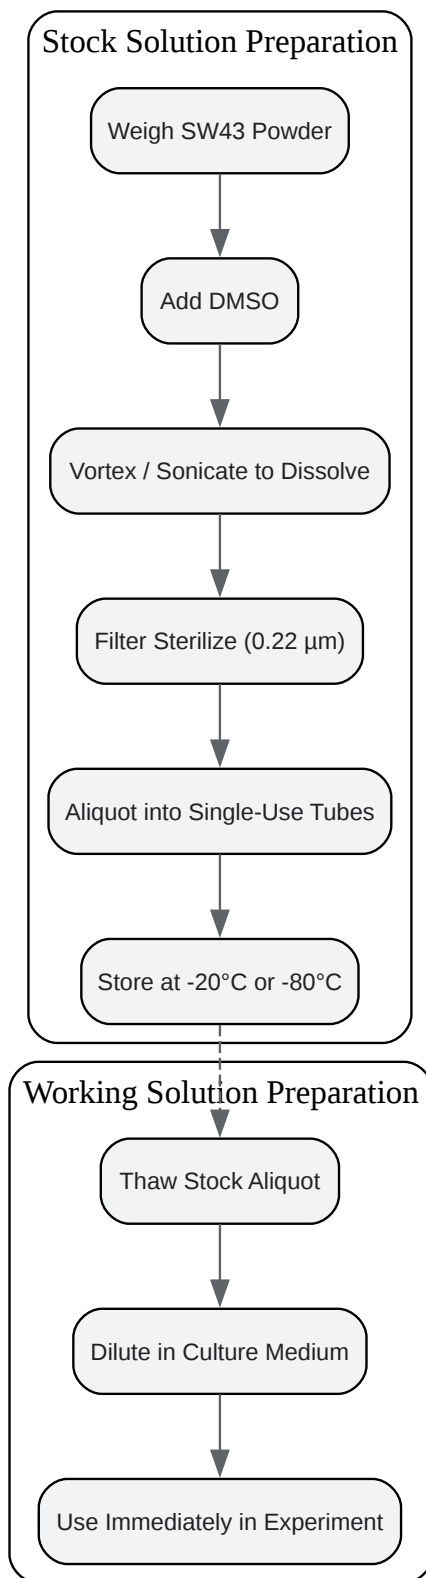 Stock Solution Preparation
Weigh SW43 Powder
Add DMSO
Vortex / Sonicate to Dissolve
Filter Sterilize (0.22 µm)
Aliquot into Single-Use Tubes
Store at -20°C or -80°C
Working Solution Preparation
Thaw Stock Aliquot
Dilute in Culture Medium
Use Immediately in Experiment